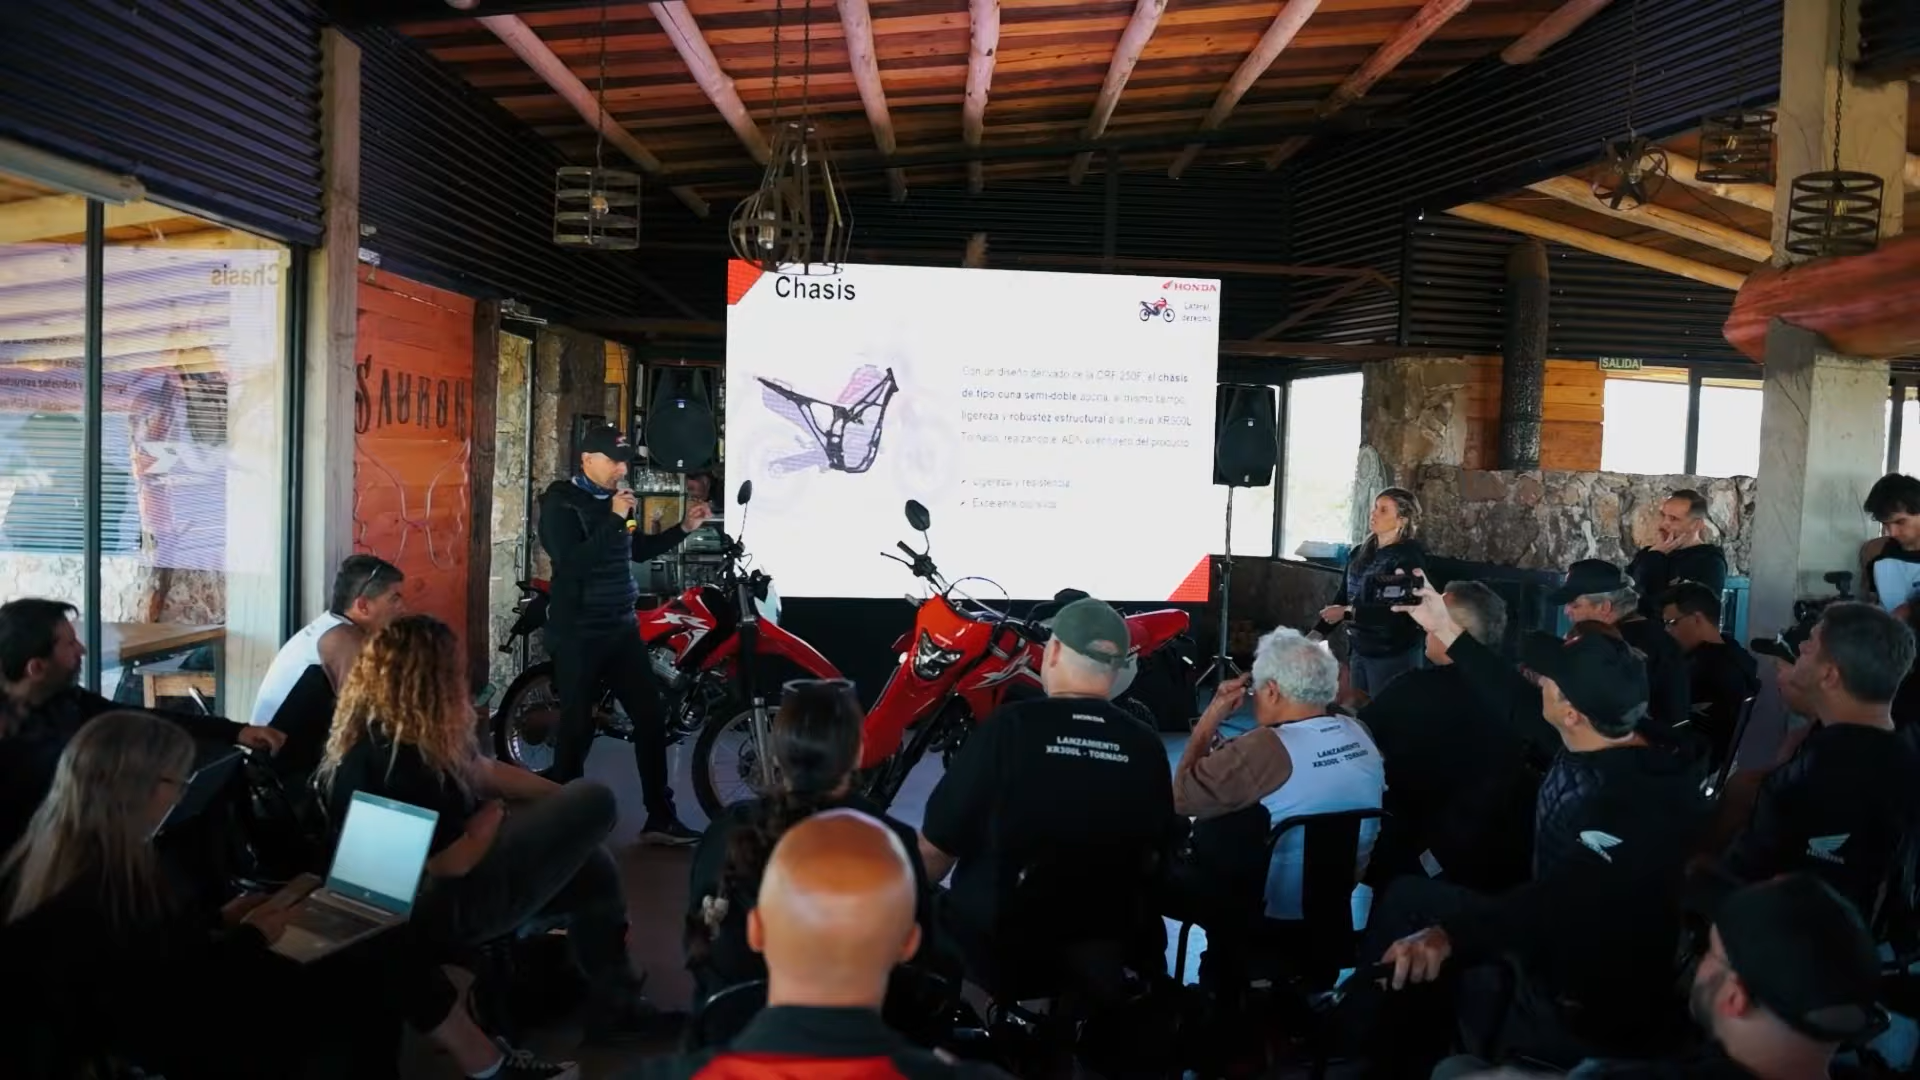 Chasis
HONDA
Lateral
derecho
Con un diseño derivado de la CRF 250F, el chasis
de tipo cuna semi-doble aporta, al mismo tiempo,
ligereza y robustez estructural a la nueva XR300L
Tornado, realzando el ADN aventurero del producto
Ligereza y resistencia
SALIDA
HONDA
LANZAMIENTO
XR300L - TORNADO
LANZAMIENTO
XR300L - TORNADO
HONDA